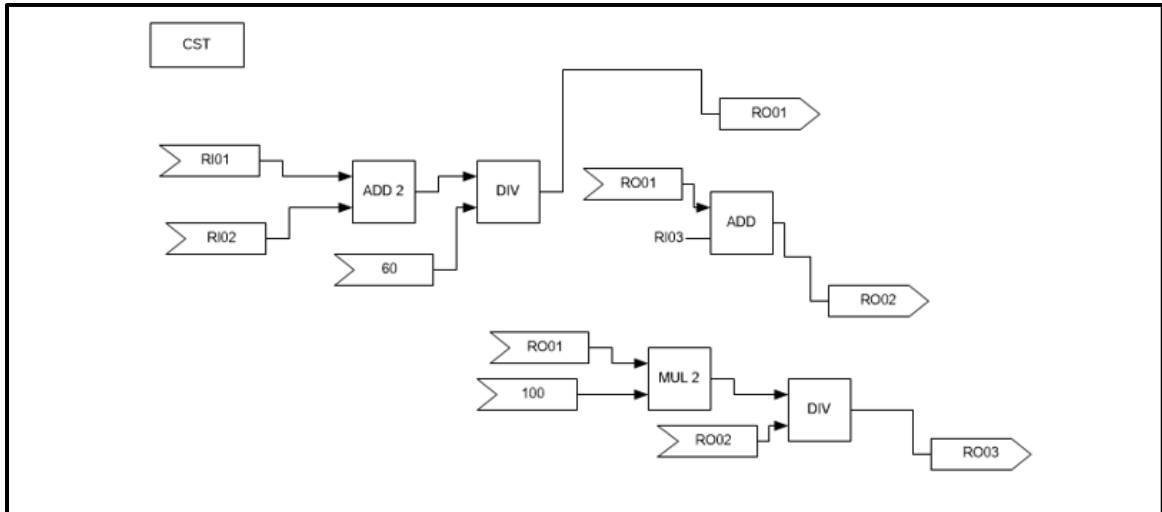 CST
RO01
RI01
ADD 2
DIV
RO01
ADD
RI02
RI03
60
RO02
RO01
MUL 2
100
DIV
RO02
RO03